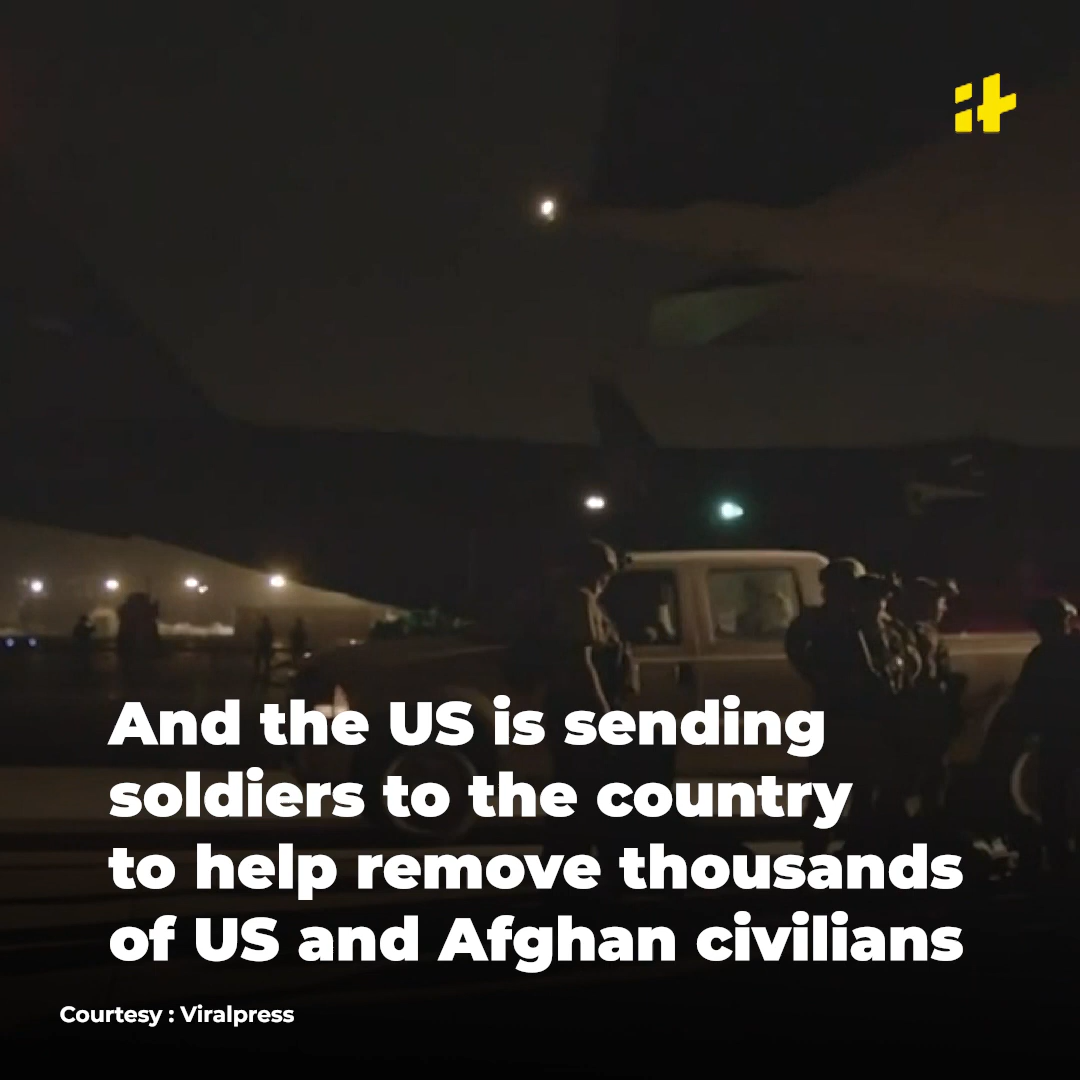 And the US is sending
soldiers to the country
to help remove thousands
of US and Afghan civilians
Courtesy : Viralpress